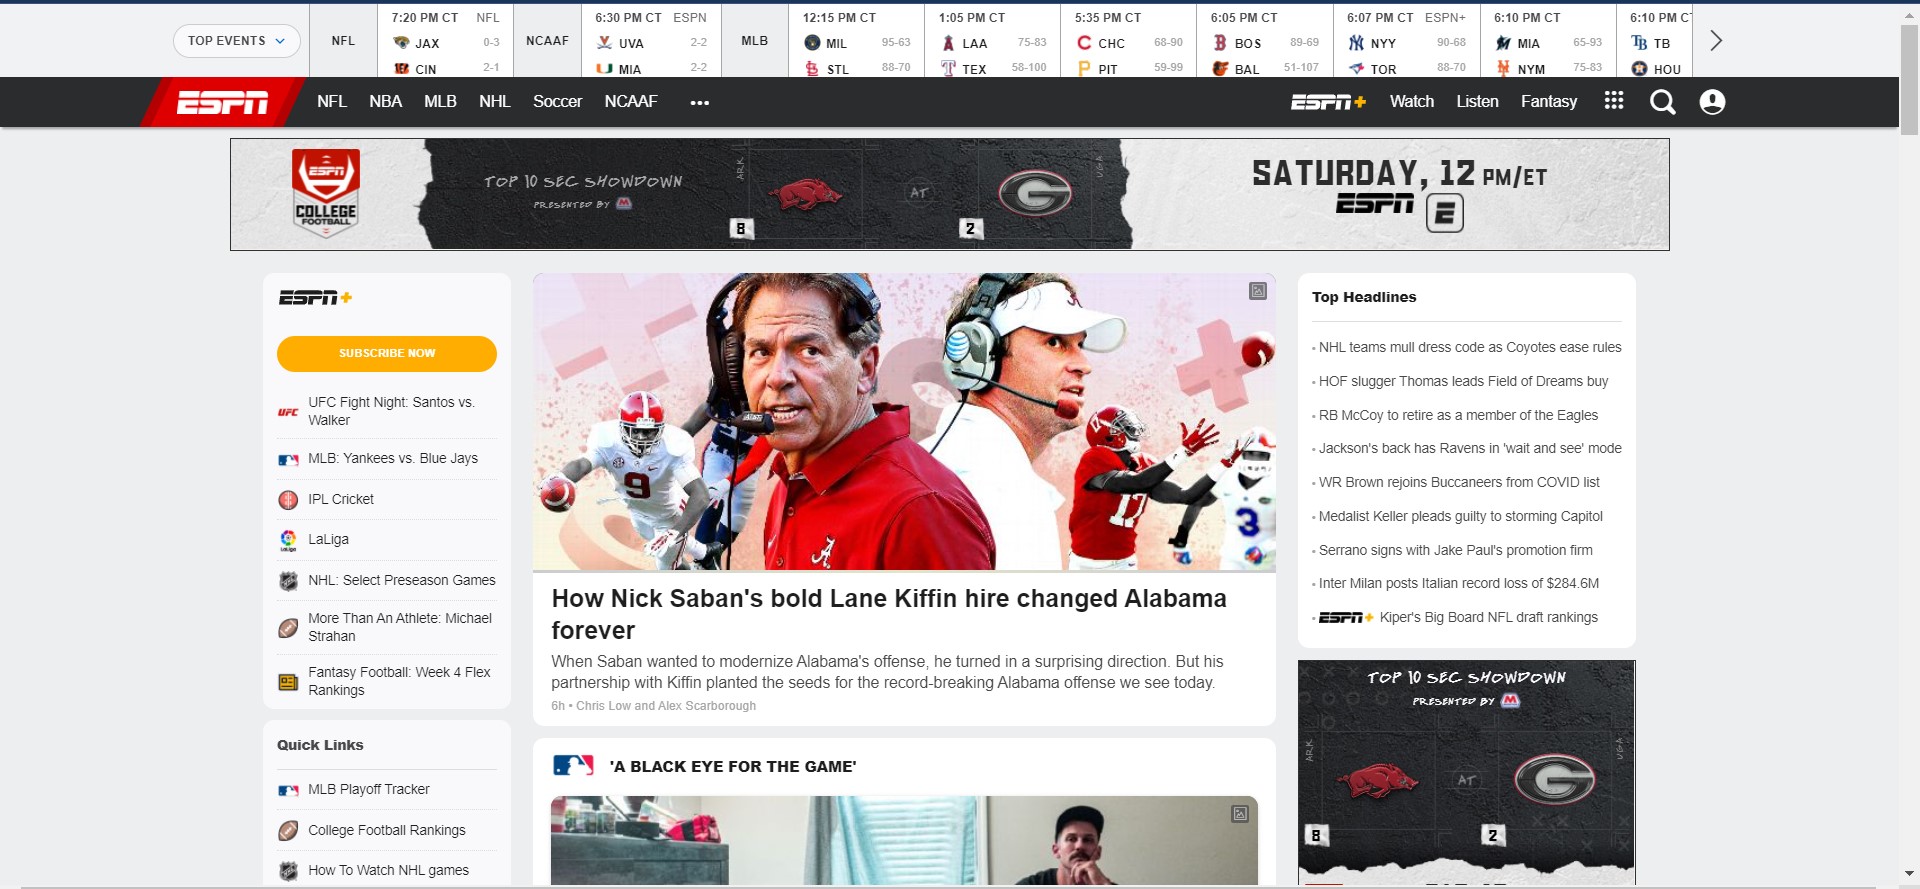 TOP EVENTS
NFL
7:20 PM CT NFL
JAX 0-3
CIN 2-1
NCAAF
6:30 PM CT ESPN
UVA 2-2
MIA 2-2
MLB
12:15 PM CT
MIL 95-63
STL 88-70
1:05 PM CT
LAA 75-83
TEX 58-100
5:35 PM CT
CHC 68-90
PIT 59-99
6:05 PM CT
BOS 89-69
BAL 51-107
6:07 PM CT ESPN+
NYY 90-68
TOR 88-70
6:10 PM CT
MIA 65-93
NYM 75-83
6:10 PM CT
TB
HOU
ESPN NFL NBA MLB NHL Soccer NCAAF ...
ESPN+ Watch Listen Fantasy
ESPN
COLLEGE
FOOTBALL
TOP 10 SEC SHOWDOWN
PRESENTED BY M
ARK
8
AT
G
2
UGA
SATURDAY, 12 PM/ET
ESPN E
ESPN+
SUBSCRIBE NOW
UFC
UFC Fight Night: Santos vs.
Walker
MLB: Yankees vs. Blue Jays
IPL Cricket
LaLiga
NHL: Select Preseason Games
More Than An Athlete: Michael
Strahan
Fantasy Football: Week 4 Flex
Rankings
Quick Links
MLB Playoff Tracker
College Football Rankings
How To Watch NHL games
9
17
3
AT&T
A
How Nick Saban's bold Lane Kiffin hire changed Alabama
forever
When Saban wanted to modernize Alabama's offense, he turned in a surprising direction. But his
partnership with Kiffin planted the seeds for the record-breaking Alabama offense we see today.
6h • Chris Low and Alex Scarborough
'A BLACK EYE FOR THE GAME'
Top Headlines
NHL teams mull dress code as Coyotes ease rules
HOF slugger Thomas leads Field of Dreams buy
RB McCoy to retire as a member of the Eagles
Jackson's back has Ravens in 'wait and see' mode
WR Brown rejoins Buccaneers from COVID list
Medalist Keller pleads guilty to storming Capitol
Serrano signs with Jake Paul's promotion firm
Inter Milan posts Italian record loss of $284.6M
ESPN+ Kiper's Big Board NFL draft rankings
TOP 10 SEC SHOWDOWN
PRESENTED BY M
ARK
UGA
AT
G
8
2